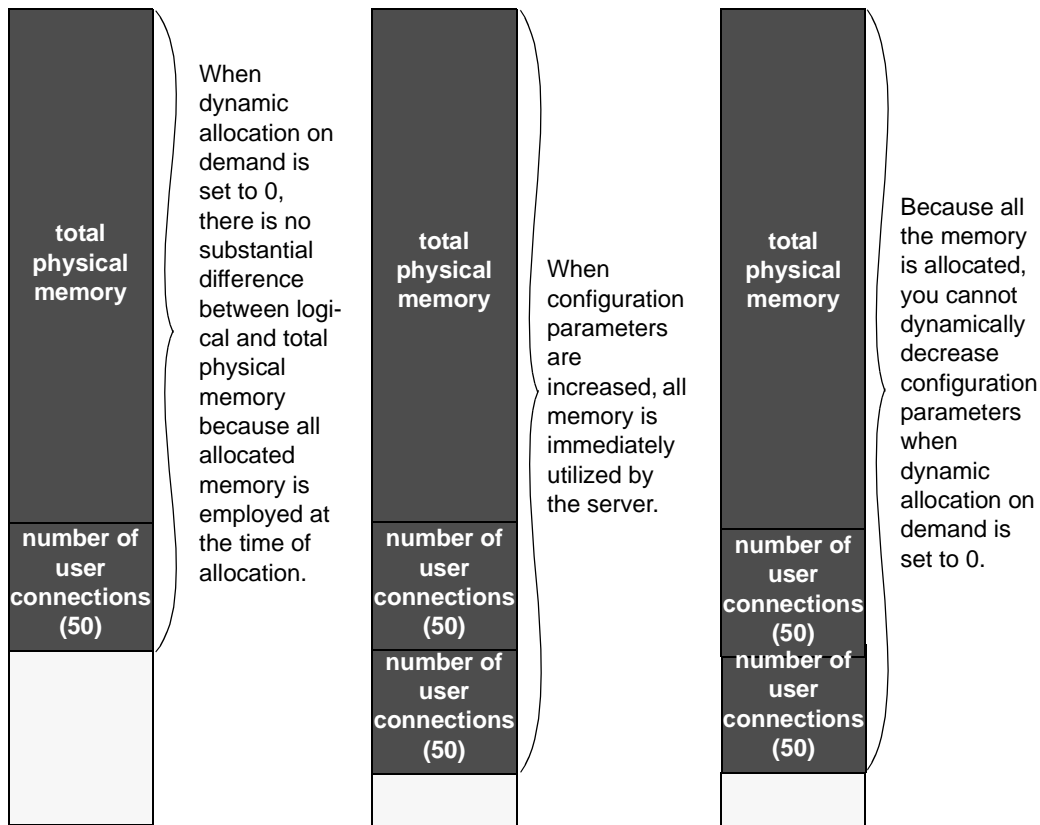 total
physical
memory
number of
user
connections
(50)
When
dynamic
allocation on
demand is
set to 0,
there is no
substantial
difference
between logi-
cal and total
physical
memory
because all
allocated
memory is
employed at
the time of
allocation.
total
physical
memory
number of
user
connections
(50)
number of
user
connections
(50)
When
configuration
parameters
are
increased, all
memory is
immediately
utilized by
the server.
total
physical
memory
number of
user
connections
(50)
number of
user
connections
(50)
Because all
the memory
is allocated,
you cannot
dynamically
decrease
configuration
parameters
when
dynamic
allocation on
demand is
set to 0.